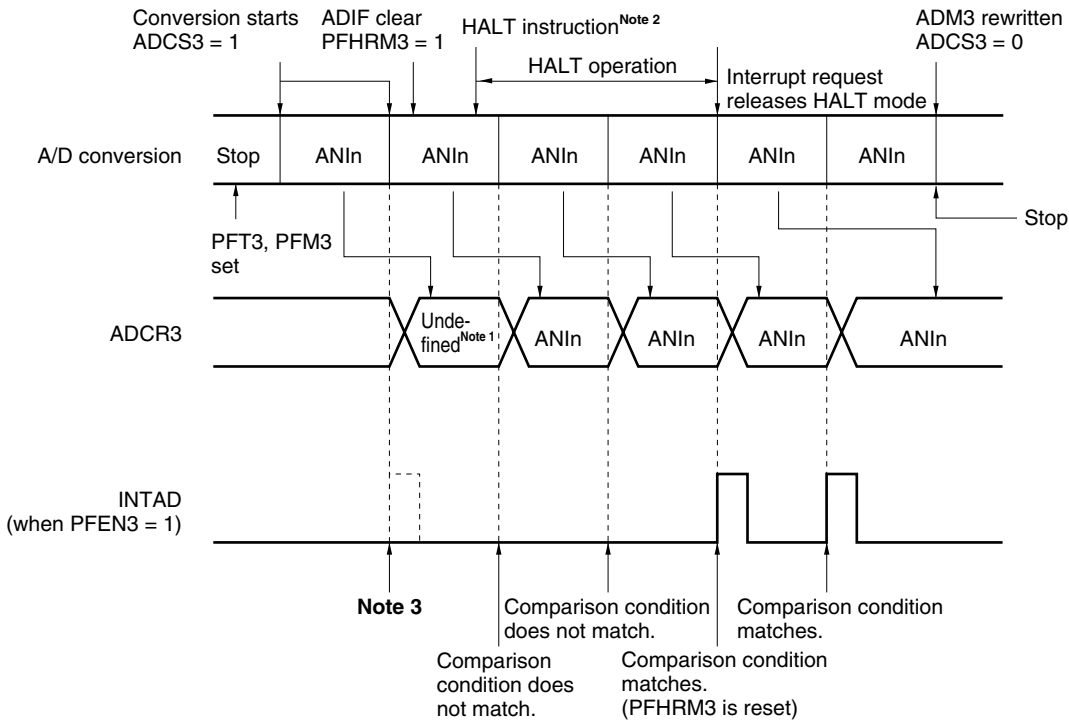 Conversion starts
ADCS3 = 1
ADIF clear
PFHRM3 = 1
HALT instruction Note 2
ADM3 rewritten
ADCS3 = 0
HALT operation
Interrupt request
releases HALT mode
A/D conversion
Stop
ANIn
ANIn
ANIn
ANIn
ANIn
ANIn
Stop
PFT3, PFM3
set
ADCR3
Unde-
fined Note 1
ANIn
ANIn
ANIn
ANIn
INTAD
(when PFEN3 = 1)
Note 3
Comparison condition
does not match.
Comparison condition
matches.
Comparison
condition does
not match.
Comparison condition
matches.
(PFHRM3 is reset)